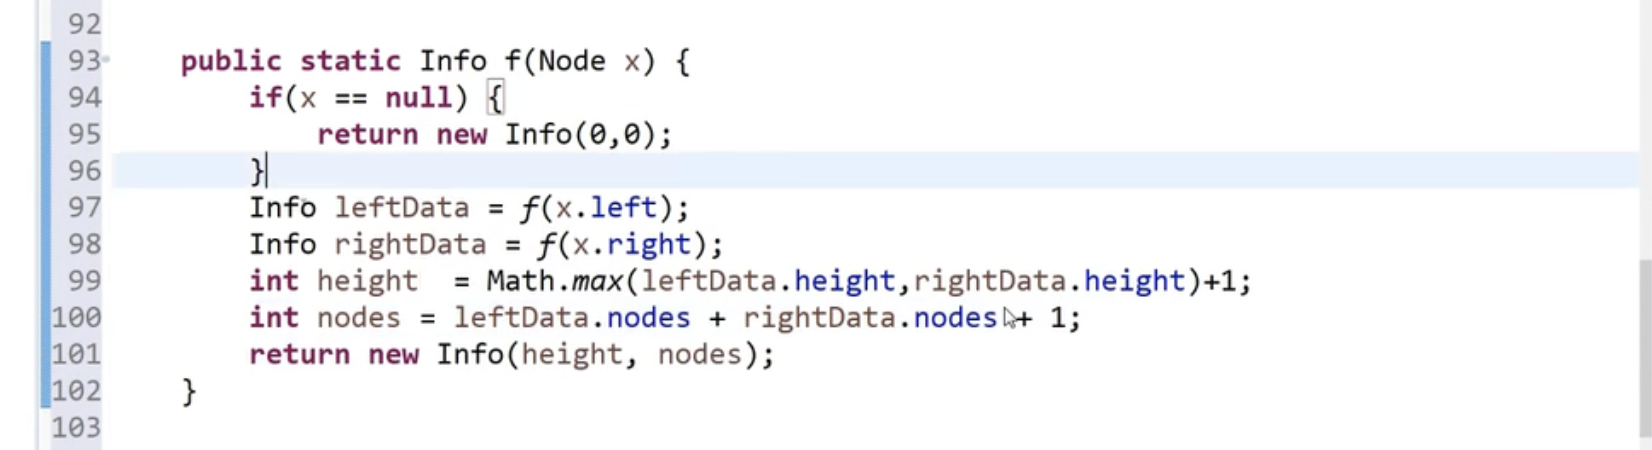 92
93 public static Info f(Node x) {
94 if(x == null) {
95 return new Info(0,0);
96 }
97 Info leftData = f(x.left);
98 Info rightData = f(x.right);
99 int height  = Math.max(leftData.height,rightData.height)+1;
100 int nodes = leftData.nodes + rightData.nodes + 1;
101 return new Info(height, nodes);
102 }
103